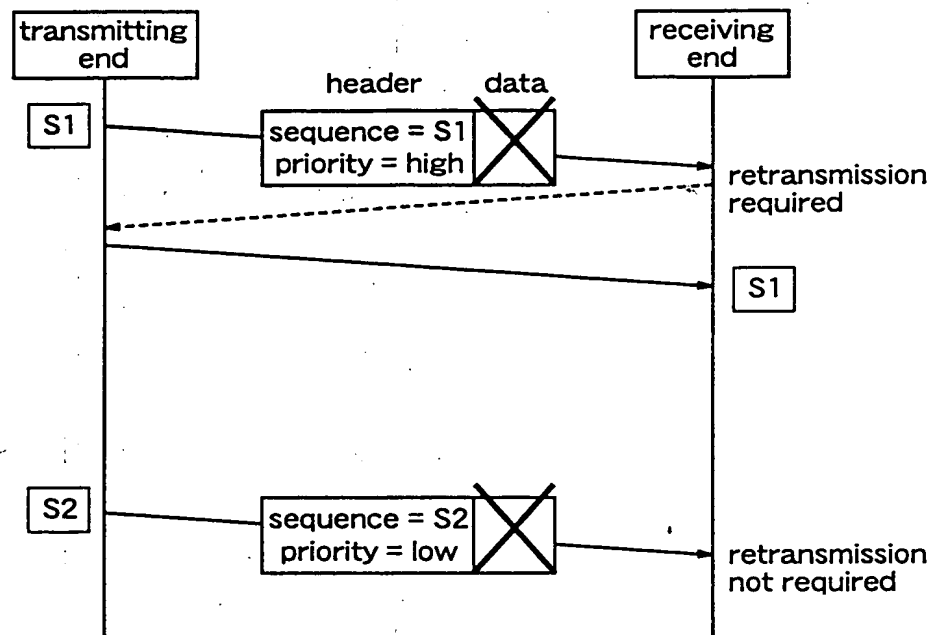 transmitting
end
receiving
end
header data
S1
sequence = S1
priority = high
retransmission
required
S1
S2
sequence = S2
priority = low
retransmission
not required